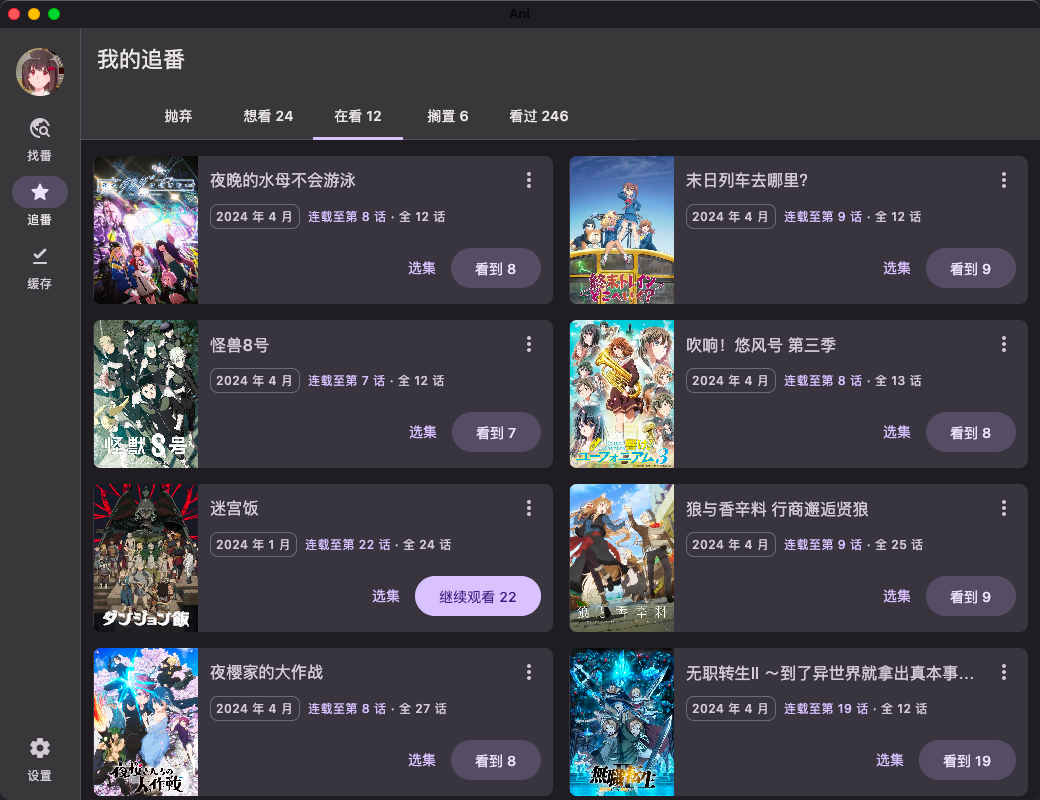 Ani
我的追番
抛弃
想看 24
在看 12
搁置 6
看过 246
找番
追番
缓存
设置
夜晚的水母不会游泳
2024 年 4 月 连载至第 8 话 · 全 12 话
选集 看到 8
末日列车去哪里?
2024 年 4 月 连载至第 9 话 · 全 12 话
选集 看到 9
終末トレイン
どこへいく?
怪兽8号
2024 年 4 月 连载至第 7 话 · 全 12 话
选集 看到 7
怪獣8号
吹响！悠风号 第三季
2024 年 4 月 连载至第 8 话 · 全 13 话
选集 看到 8
響け!
ユーフォニアム3
迷宫饭
2024 年 1 月 连载至第 22 话 · 全 24 话
选集 继续观看 22
ダンジョン飯
狼与香辛料 行商邂逅贤狼
2024 年 4 月 连载至第 9 话 · 全 25 话
选集 看到 9
狼と香辛料
夜樱家的大作战
2024 年 4 月 连载至第 8 话 · 全 27 话
选集 看到 8
夜桜さんちの
大作戦
无职转生II ～到了异世界就拿出真本事...
2024 年 4 月 连载至第 19 话 · 全 12 话
选集 看到 19
無職転生